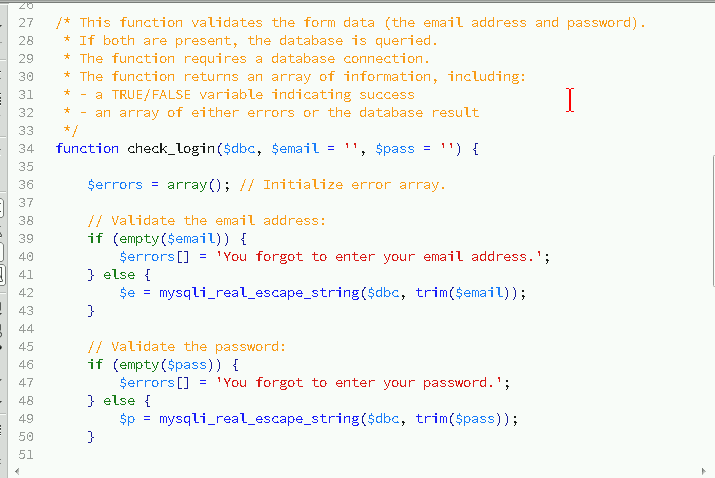 26
27 /* This function validates the form data (the email address and password).
28  * If both are present, the database is queried.
29  * The function requires a database connection.
30  * The function returns an array of information, including:
31  * - a TRUE/FALSE variable indicating success
32  * - an array of either errors or the database result
33  */
34 function check_login($dbc, $email = '', $pass = '') {
35
36     $errors = array(); // Initialize error array.
37
38     // Validate the email address:
39     if (empty($email)) {
40         $errors[] = 'You forgot to enter your email address.';
41     } else {
42         $e = mysqli_real_escape_string($dbc, trim($email));
43     }
44
45     // Validate the password:
46     if (empty($pass)) {
47         $errors[] = 'You forgot to enter your password.';
48     } else {
49         $p = mysqli_real_escape_string($dbc, trim($pass));
50     }
51